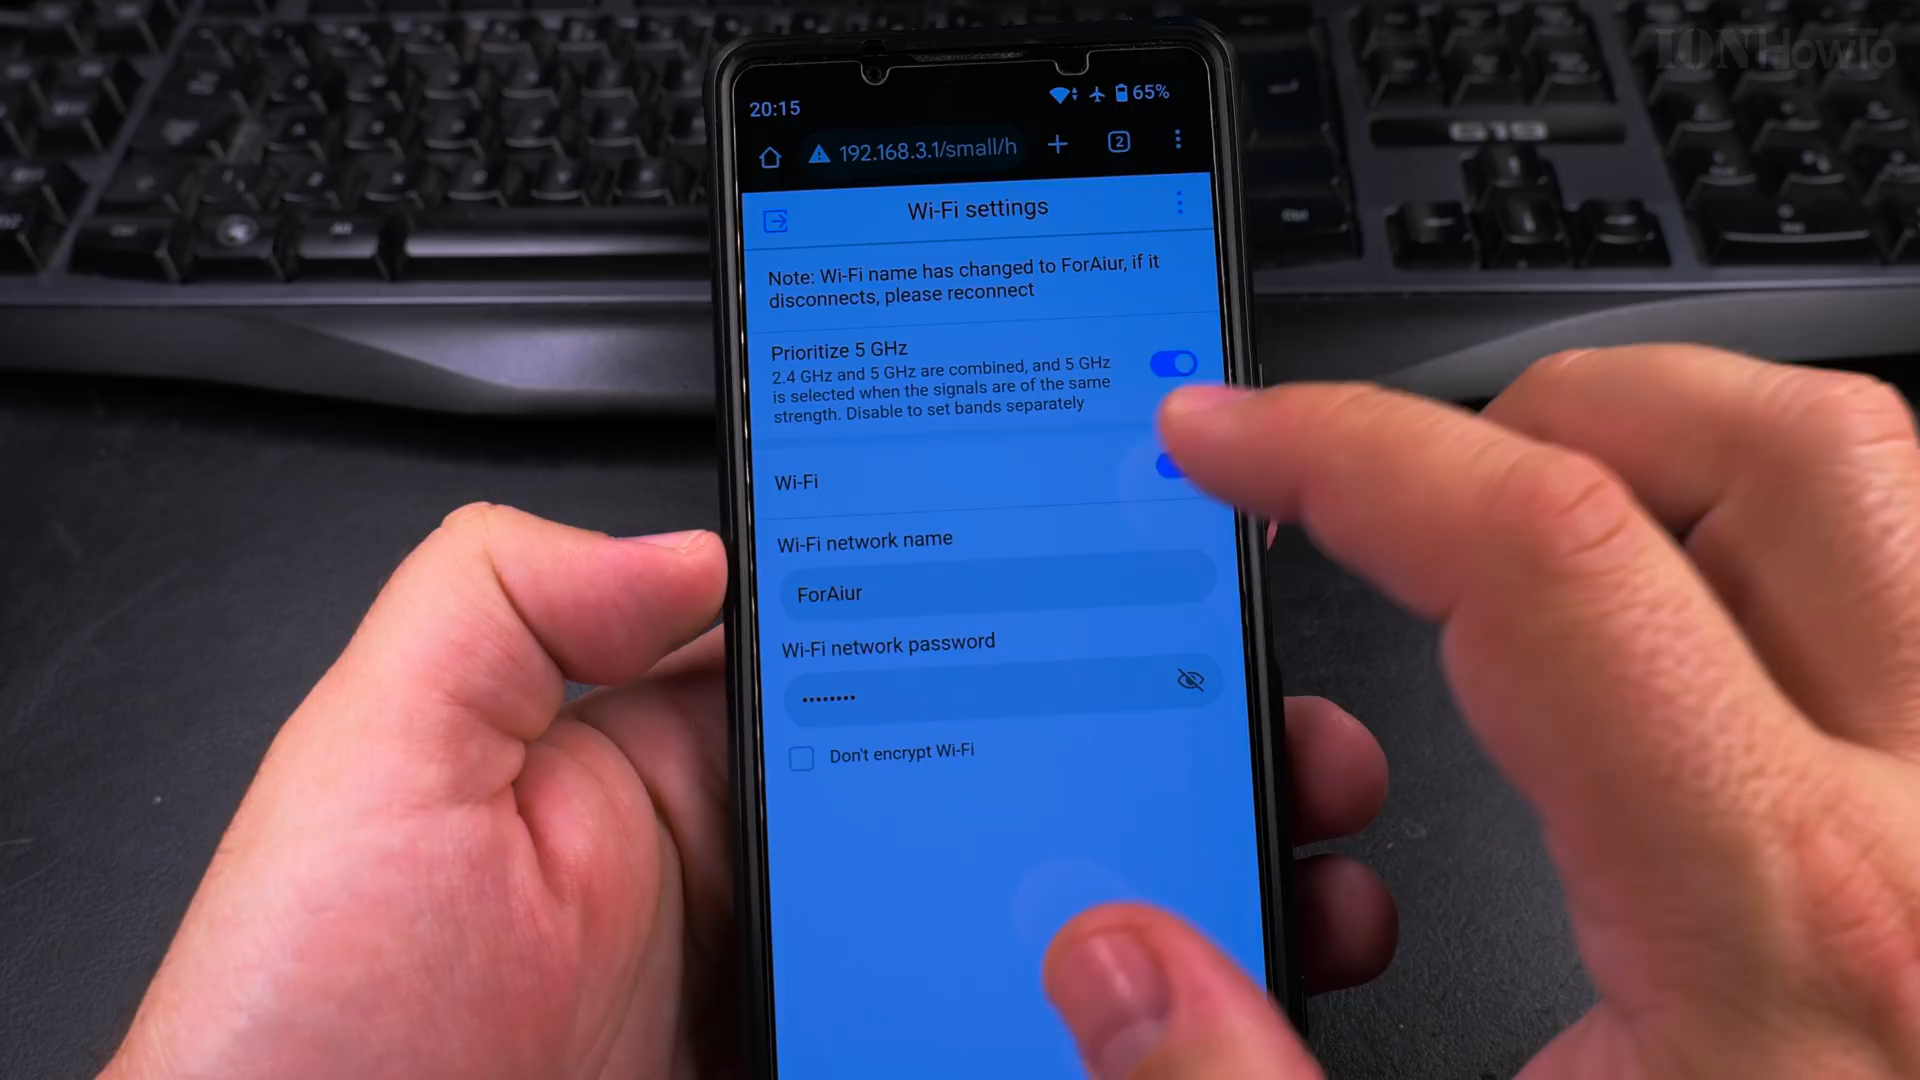 IONHowTo
20:15
65%
192.168.3.1/small/h
2
G19
Wi-Fi settings
Note: Wi-Fi name has changed to ForAiur, if it
disconnects, please reconnect
Prioritize 5 GHz
2.4 GHz and 5 GHz are combined, and 5 GHz
is selected when the signals are of the same
strength. Disable to set bands separately
Wi-Fi
Wi-Fi network name
ForAiur
Wi-Fi network password
••••••••
Don't encrypt Wi-Fi